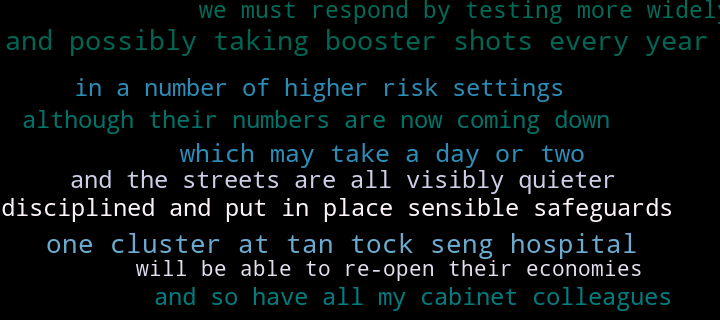 we must respond by testing more widely
and possibly taking booster shots every year
in a number of higher risk settings
although their numbers are now coming down
which may take a day or two
and the streets are all visibly quieter
disciplined and put in place sensible safeguards
one cluster at tan tock seng hospital
will be able to re-open their economies
and so have all my cabinet colleagues